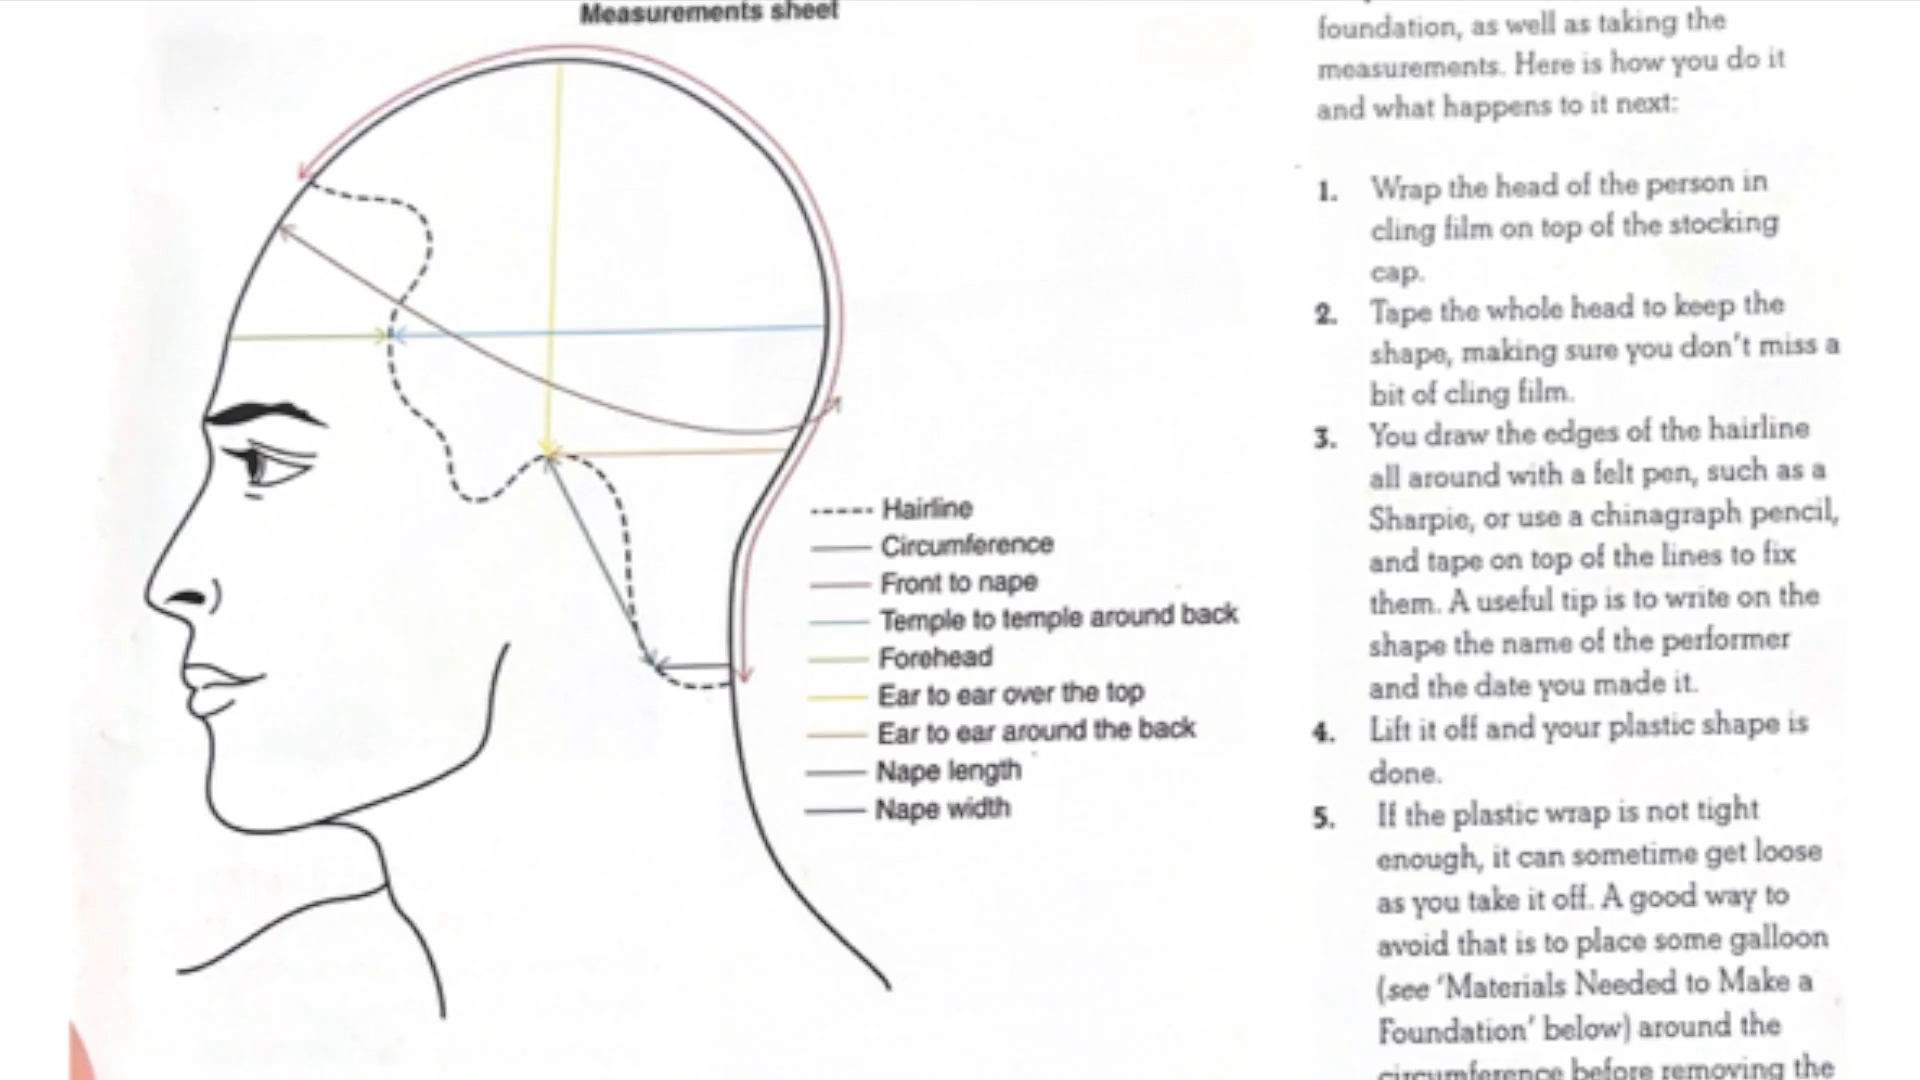 Measurements sheet
Hairline
Circumference
Front to nape
Temple to temple around back
Forehead
Ear to ear over the top
Ear to ear around the back
Nape length
Nape width
foundation, as well as taking the
measurements. Here is how you do it
and what happens to it next:
1. Wrap the head of the person in
cling film on top of the stocking
cap.
2. Tape the whole head to keep the
shape, making sure you don't miss a
bit of cling film.
3. You draw the edges of the hairline
all around with a felt pen, such as a
Sharpie, or use a chinagraph pencil,
and tape on top of the lines to fix
them. A useful tip is to write on the
shape the name of the performer
and the date you made it.
4. Lift it off and your plastic shape is
done.
5. If the plastic wrap is not tight
enough, it can sometime get loose
as you take it off. A good way to
avoid that is to place some galloon
(see 'Materials Needed to Make a
Foundation' below) around the
circumference before removing the